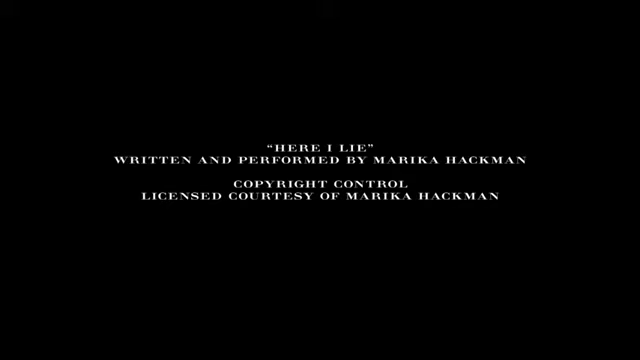 “HERE I LIE”
WRITTEN AND PERFORMED BY MARIKA HACKMAN
COPYRIGHT CONTROL
LICENSED COURTESY OF MARIKA HACKMAN